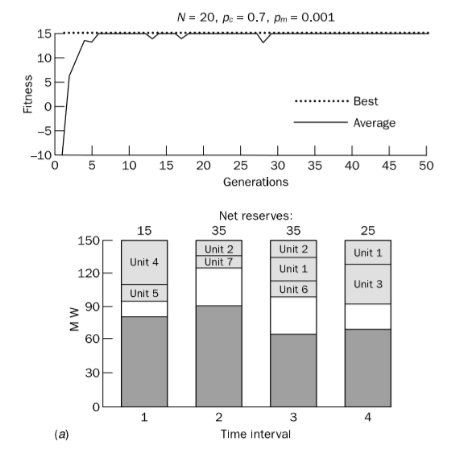 N = 20, pc = 0.7, pm = 0.001
15
10
5
0
−5
−10
Fitness
Best
Average
0 5 10 15 20 25 30 35 40 45 50
Generations
Net reserves:
15 35 35 25
150
120
90
60
30
0
M W
Unit 4
Unit 5
Unit 2
Unit 7
Unit 2
Unit 1
Unit 6
Unit 1
Unit 3
1 2 3 4
(a) Time interval